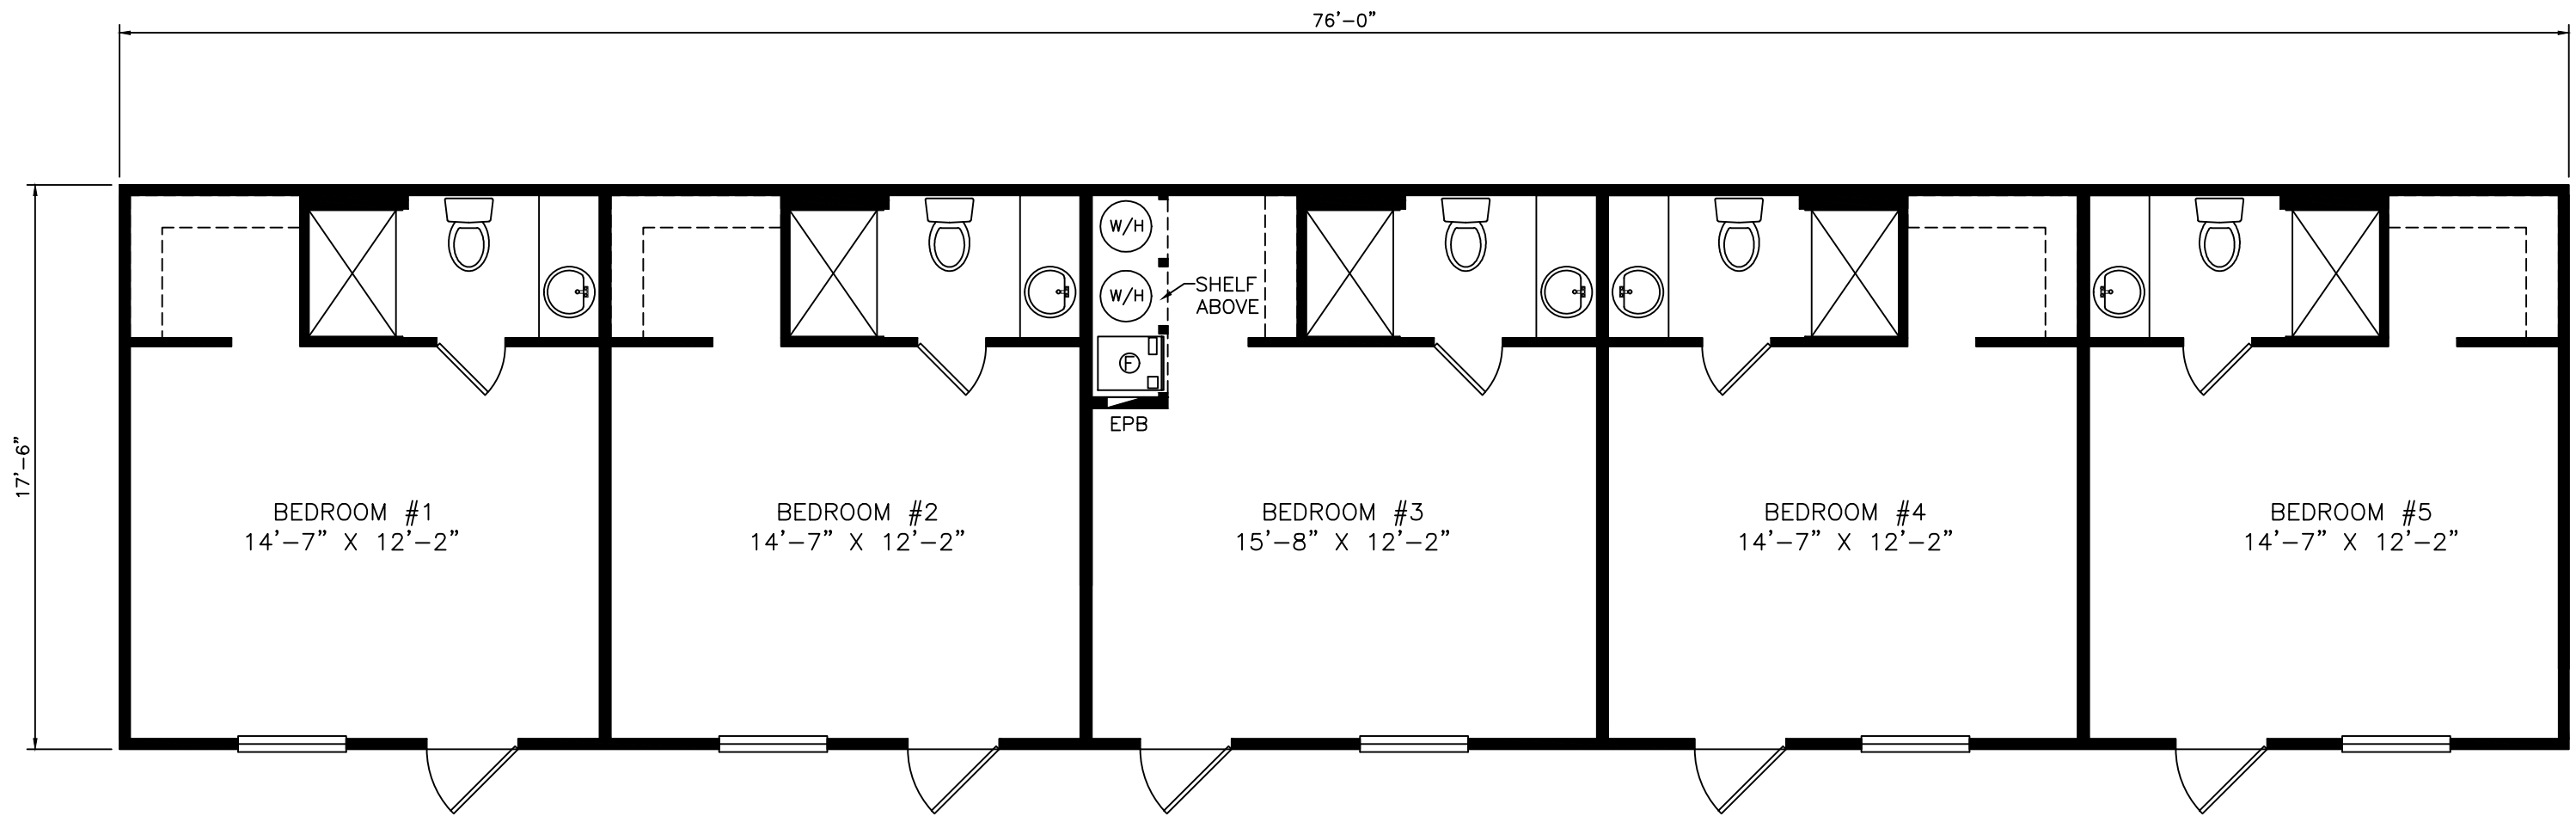 76'-0"
W/H
W/H
SHELF
ABOVE
F
EPB
17'-6"
BEDROOM #1
14'-7" X 12'-2"
BEDROOM #2
14'-7" X 12'-2"
BEDROOM #3
15'-8" X 12'-2"
BEDROOM #4
14'-7" X 12'-2"
BEDROOM #5
14'-7" X 12'-2"